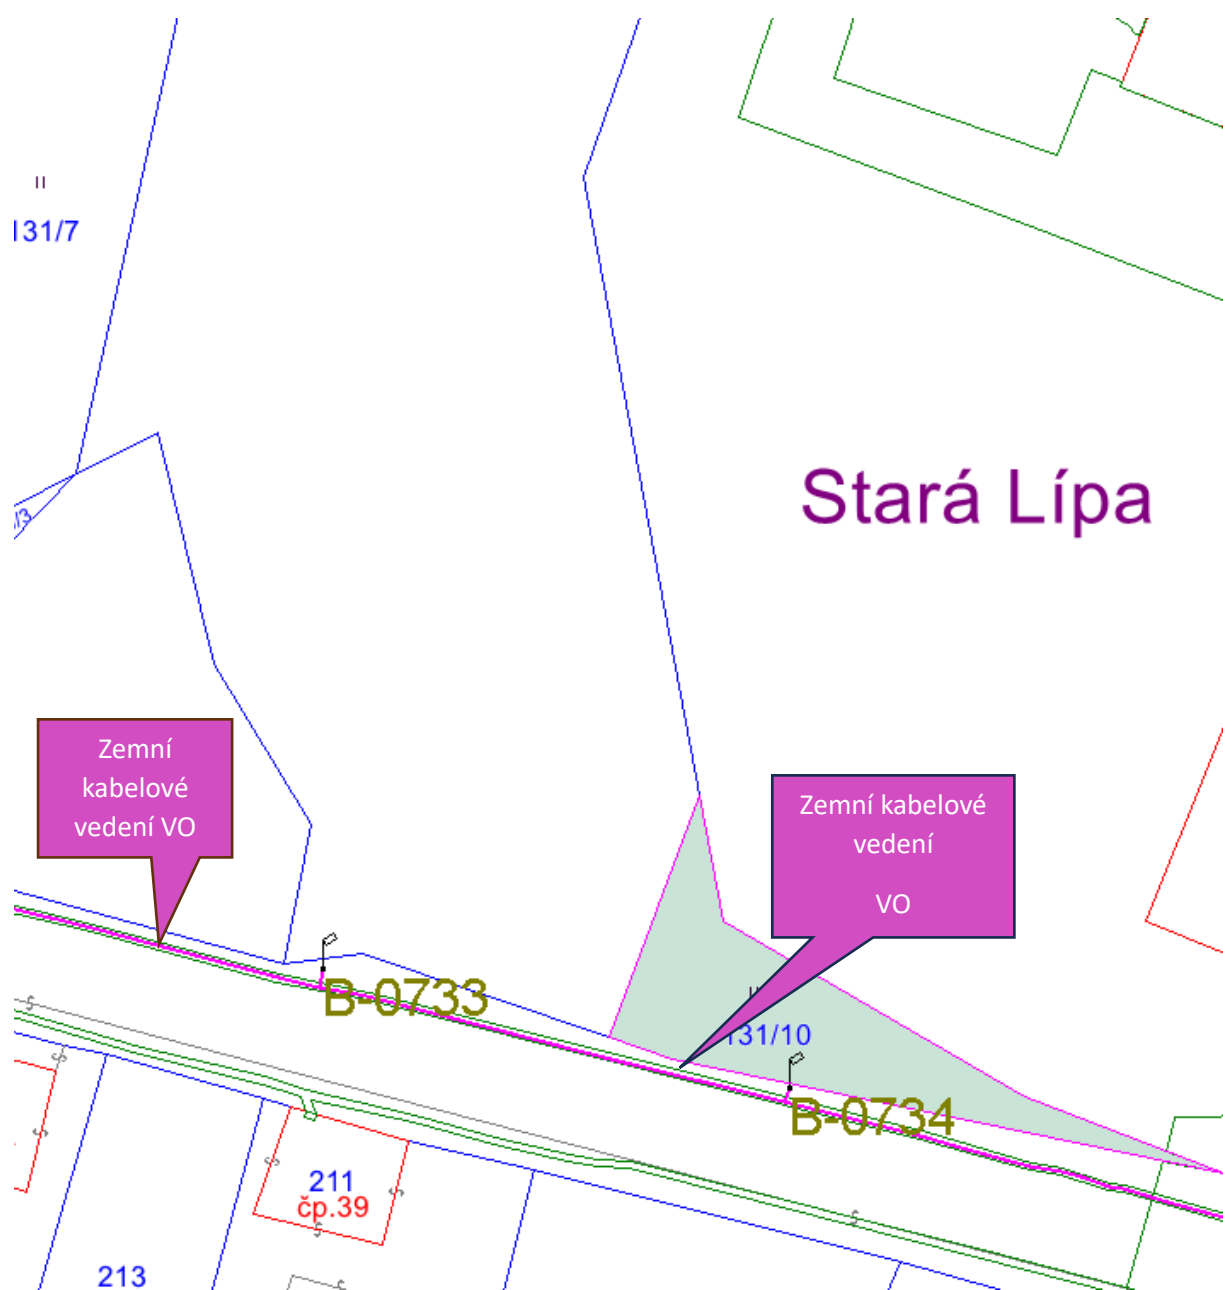 131/7
Stará Lípa
/3
Zemní
kabelové
vedení VO
Zemní kabelové
vedení
VO
B-0733
131/10
B-0734
211
čp.39
213